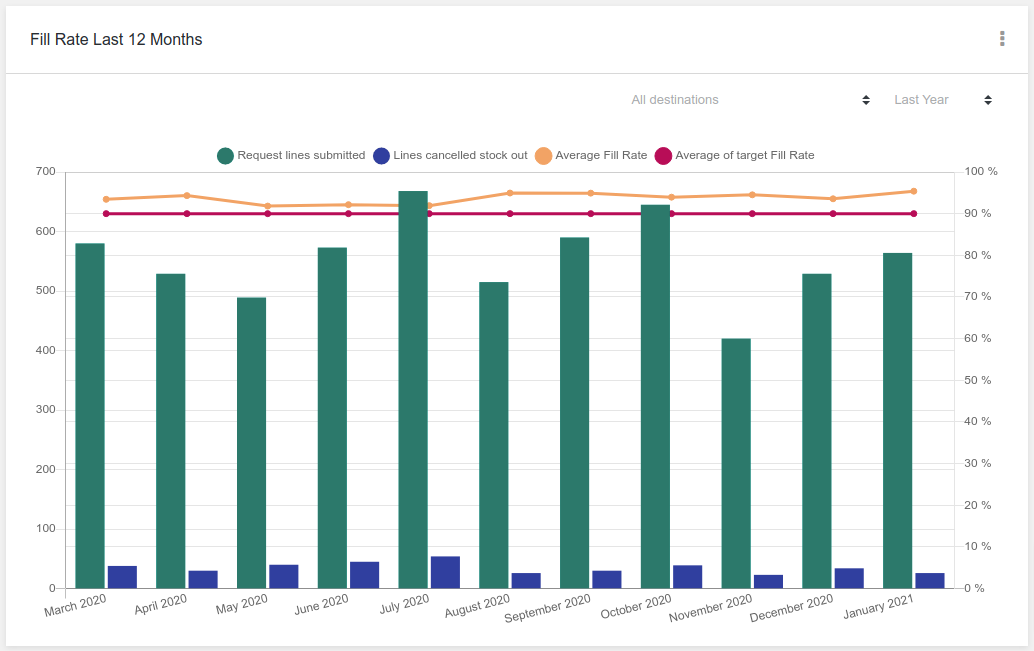 Fill Rate Last 12 Months
All destinations
Last Year
Request lines submitted
Lines cancelled stock out
Average Fill Rate
Average of target Fill Rate
700
600
500
400
300
200
100
0
100 %
90 %
80 %
70 %
60 %
50 %
40 %
30 %
20 %
10 %
0 %
March 2020
April 2020
May 2020
June 2020
July 2020
August 2020
September 2020
October 2020
November 2020
December 2020
January 2021